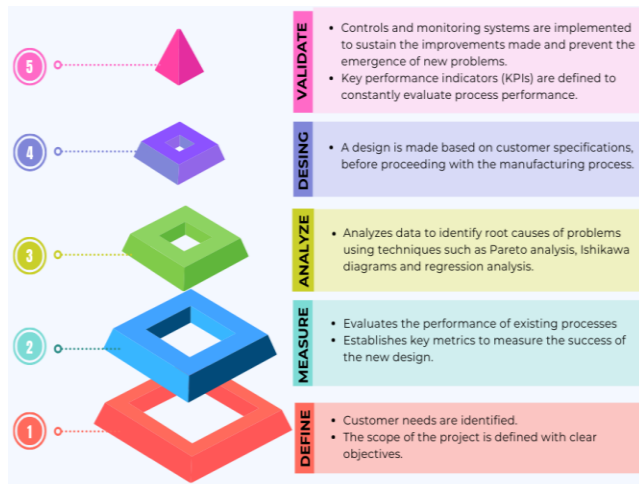 5
VALIDATE
• Controls and monitoring systems are implemented
to sustain the improvements made and prevent the
emergence of new problems.
• Key performance indicators (KPIs) are defined to
constantly evaluate process performance.
4
DESING
• A design is made based on customer specifications,
before proceeding with the manufacturing process.
3
ANALYZE
• Analyzes data to identify root causes of problems
using techniques such as Pareto analysis, Ishikawa
diagrams and regression analysis.
2
MEASURE
• Evaluates the performance of existing processes
• Establishes key metrics to measure the success of
the new design.
1
DEFINE
• Customer needs are identified.
• The scope of the project is defined with clear
objectives.